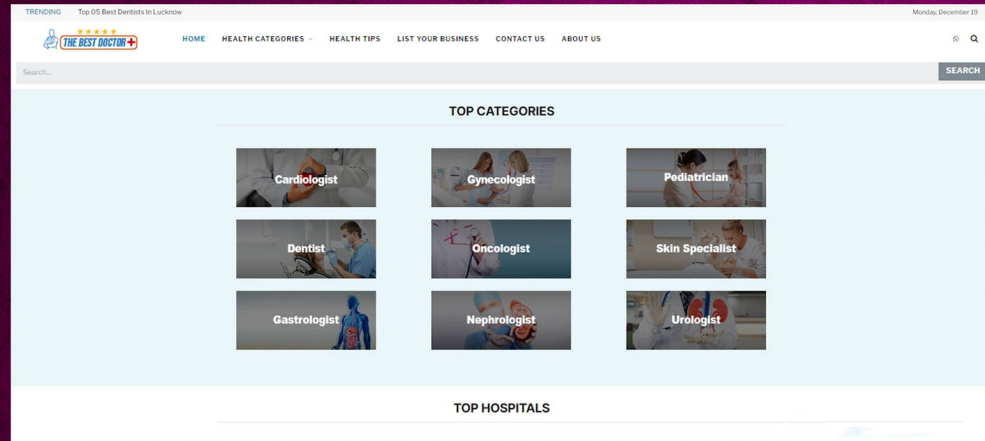 TRENDING Top 05 Best Dentists In Lucknow Monday, December 19
THE BEST DOCTOR
HOME HEALTH CATEGORIES HEALTH TIPS LIST YOUR BUSINESS CONTACT US ABOUT US
Search... SEARCH
TOP CATEGORIES
Cardiologist Gynecologist Pediatrician
Dentist Oncologist Skin Specialist
Gastrologist Nephrologist Urologist
TOP HOSPITALS